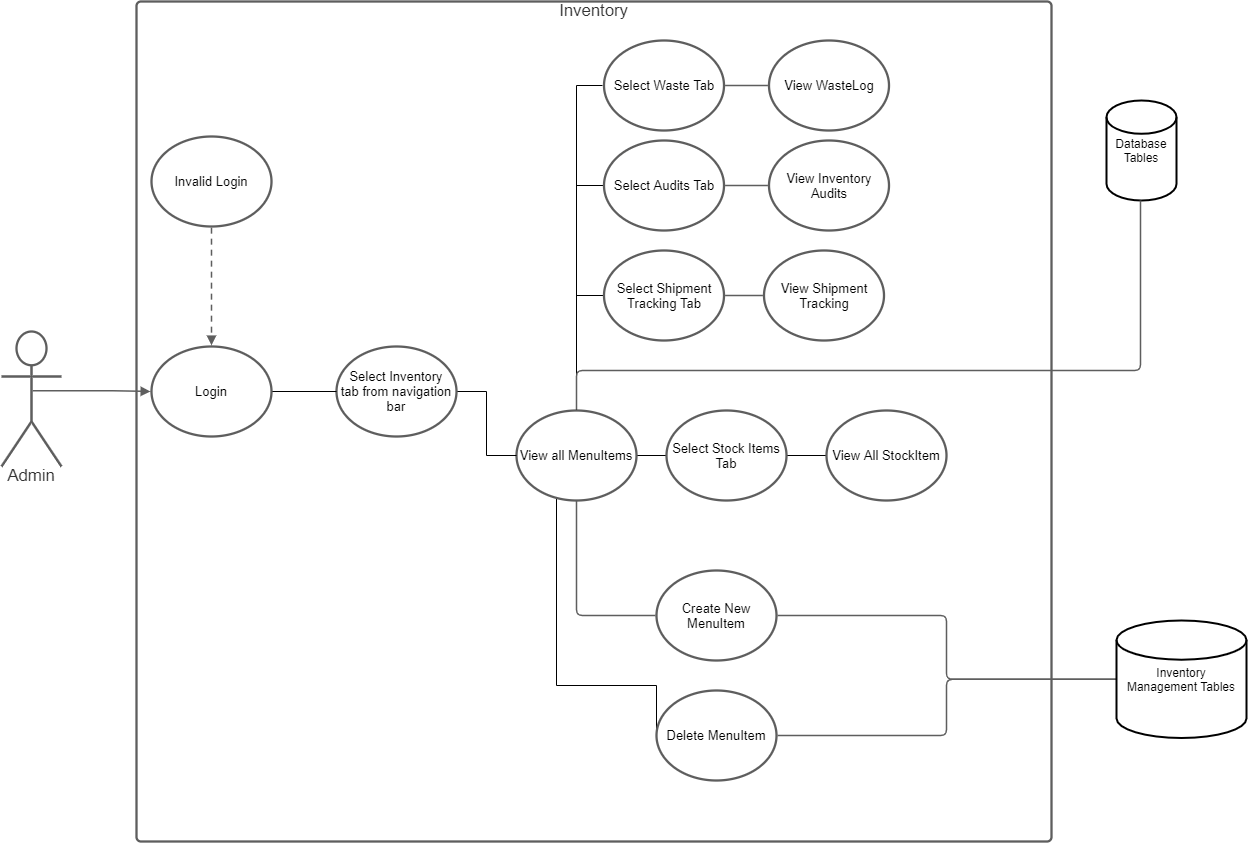 Inventory
Select Waste Tab
View WasteLog
Database
Tables
Invalid Login
Select Audits Tab
View Inventory
Audits
Select Shipment
Tracking Tab
View Shipment
Tracking
Login
Select Inventory
tab from navigation
bar
Admin
View all MenuItems
Select Stock Items
Tab
View All StockItem
Create New
MenuItem
Inventory
Management Tables
Delete MenuItem